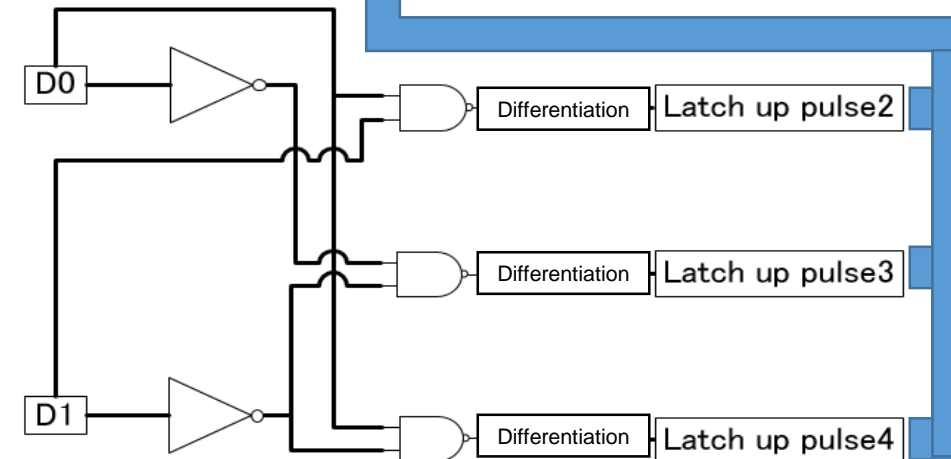 D0
Differentiation
Latch up pulse2
Differentiation
Latch up pulse3
D1
Differentiation
Latch up pulse4